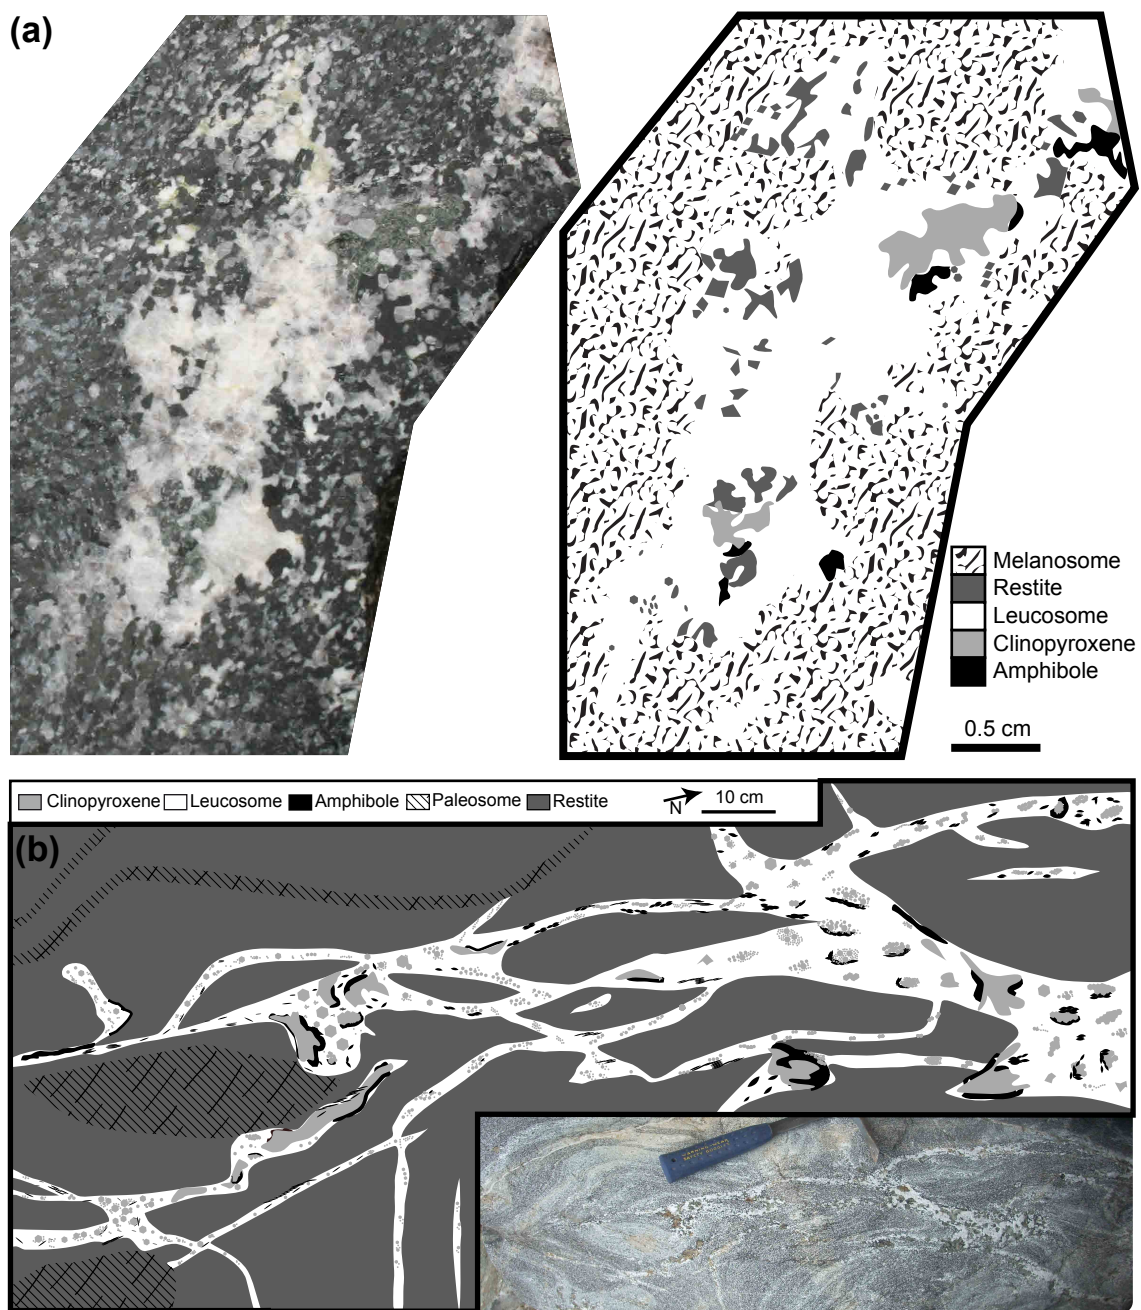 (a)
Melanosome
Restite
Leucosome
Clinopyroxene
Amphibole
0.5 cm
Clinopyroxene Leucosome Amphibole Paleosome Restite N 10 cm
(b)